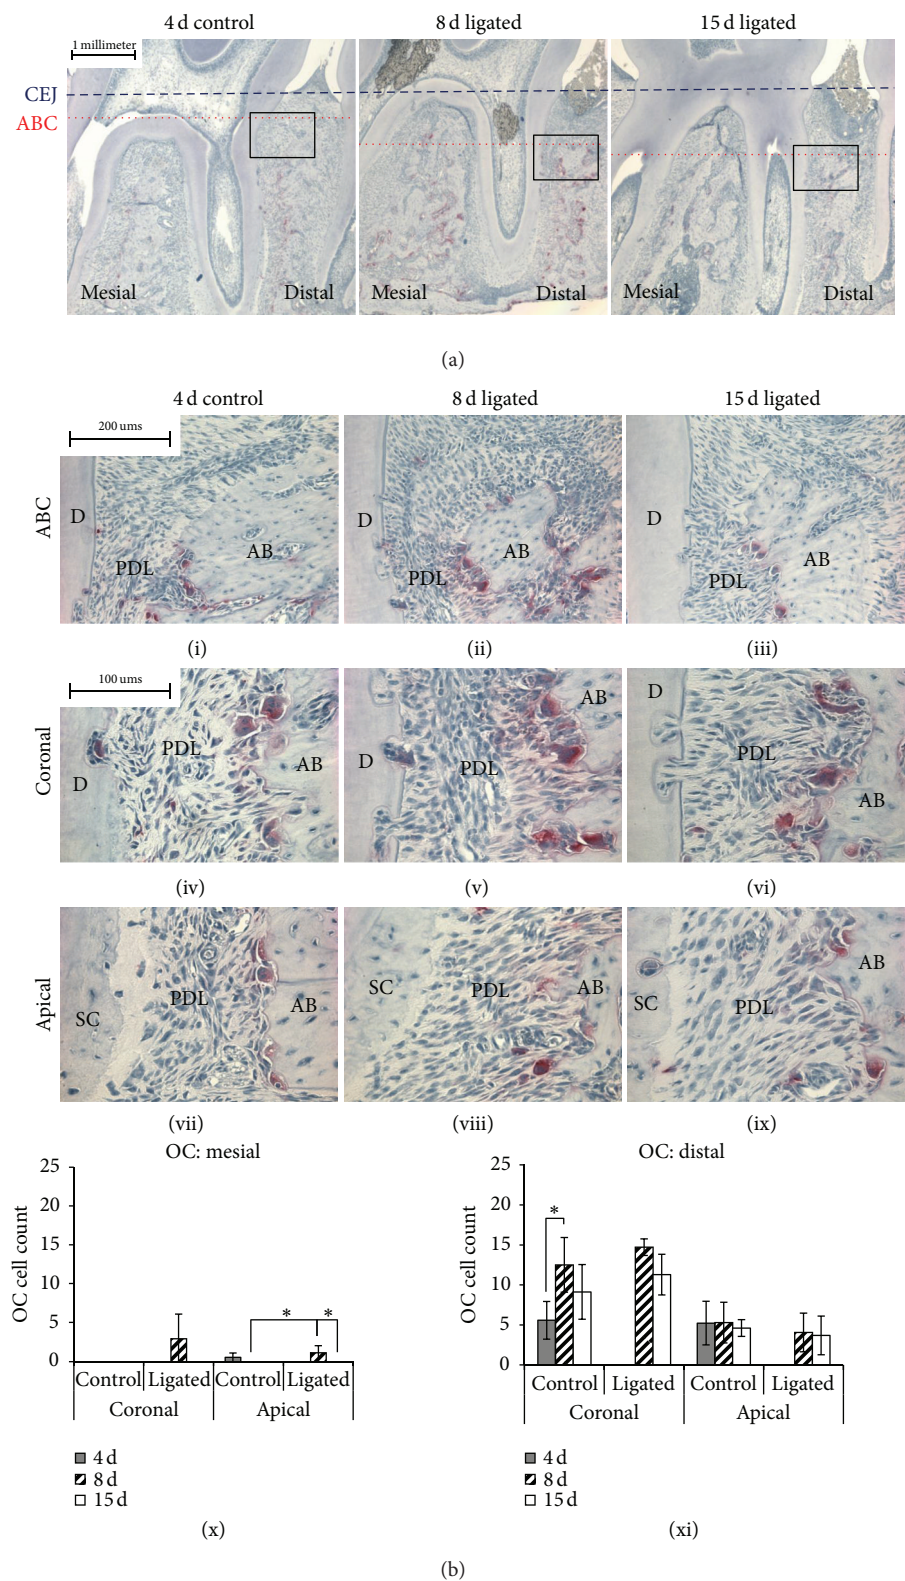 4 d control 8 d ligated 15 d ligated
1 millimeter
CEJ
ABC
Mesial Distal Mesial Distal Mesial Distal
(a)
4 d control 8 d ligated 15 d ligated
200 ums
ABC
D PDL AB D PDL AB D PDL AB
(i) (ii) (iii)
100 ums
Coronal
D PDL AB D PDL AB D PDL AB
(iv) (v) (vi)
Apical
SC PDL AB SC PDL AB SC PDL AB
(vii) (viii) (ix)
OC: mesial
OC cell count
25
20
15
10
5
0
* *
Control Ligated Control Ligated
Coronal Apical
4 d
8 d
15 d
(x)
OC: distal
OC cell count
25
20
15
10
5
0
*
Control Ligated Control Ligated
Coronal Apical
4 d
8 d
15 d
(xi)
(b)